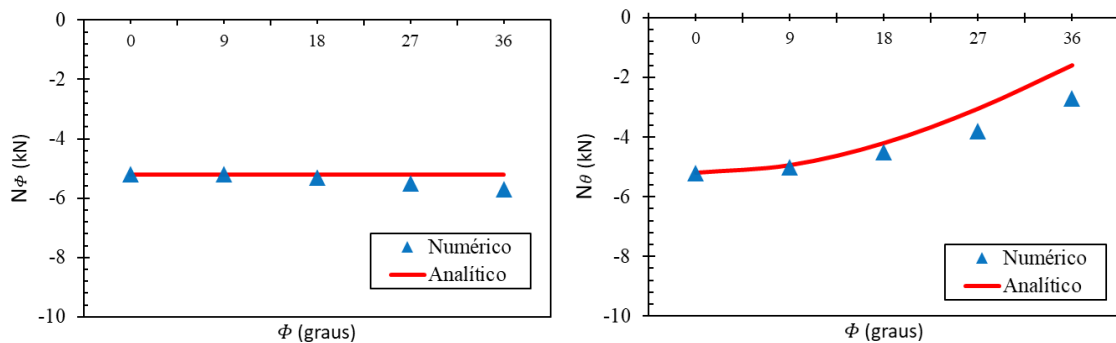 0
0 9 18 27 36
-2
-4
-6
-8
-10
NΦ (kN)
Numérico
Analítico
Φ (graus)
0
0 9 18 27 36
-2
-4
-6
-8
-10
Nθ (kN)
Numérico
Analítico
Φ (graus)